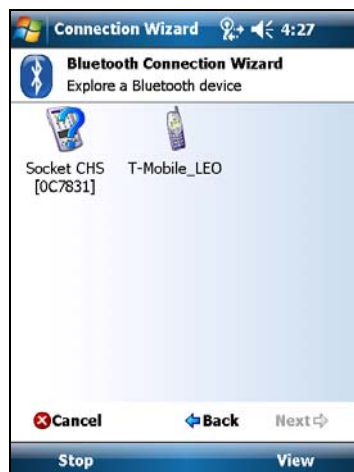 Connection Wizard 4:27
Bluetooth Connection Wizard
Explore a Bluetooth device
Socket CHS
[0C7831]
T-Mobile_LEO
Cancel Back Next
Stop View